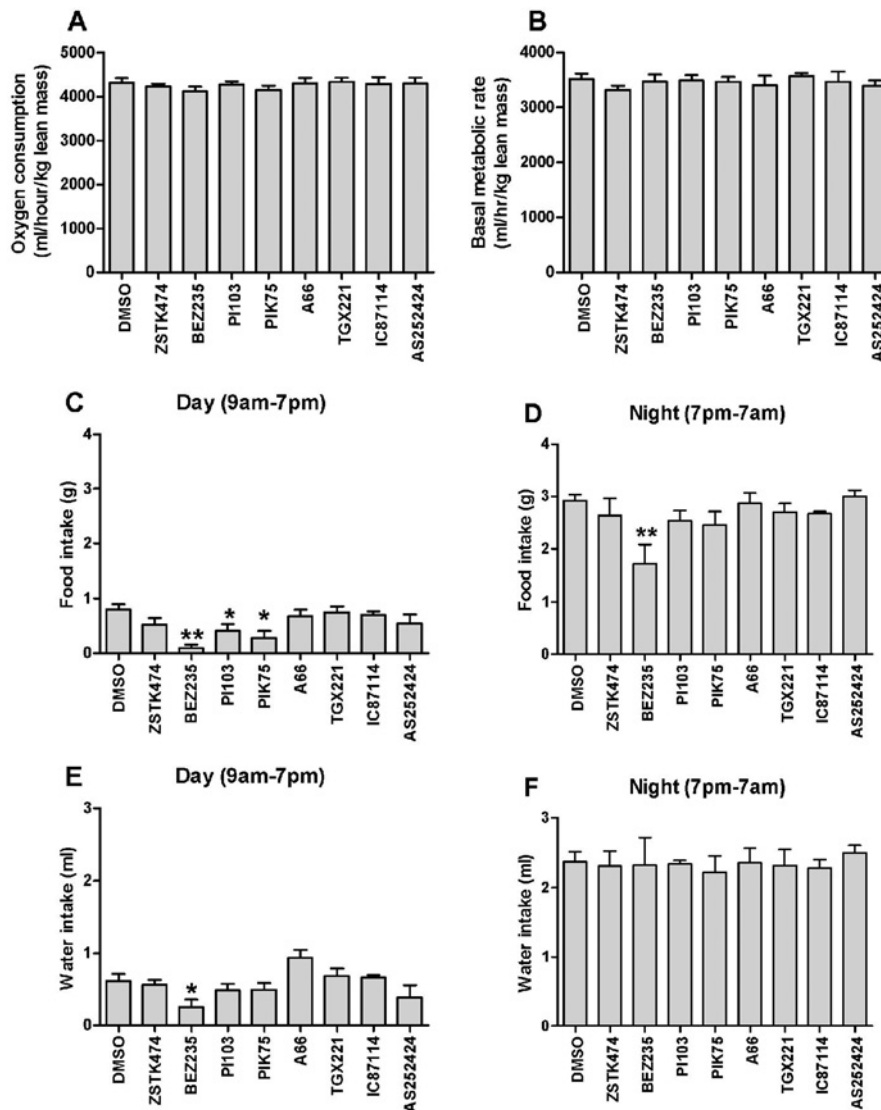 A
Oxygen consumption
(ml/hour/kg lean mass)
5000
4000
3000
2000
1000
0
DMSO
ZSTK474
BEZ235
PI103
PIK75
A66
TGX221
IC87114
AS252424
B
Basal metabolic rate
(ml/hr/kg lean mass)
4000
3000
2000
1000
0
DMSO
ZSTK474
BEZ235
PI103
PIK75
A66
TGX221
IC87114
AS252424
C
Day (9am-7pm)
Food intake (g)
4
3
2
1
0
**
*
*
DMSO
ZSTK474
BEZ235
PI103
PIK75
A66
TGX221
IC87114
AS252424
D
Night (7pm-7am)
Food intake (g)
4
3
2
1
0
**
DMSO
ZSTK474
BEZ235
PI103
PIK75
A66
TGX221
IC87114
AS252424
E
Day (9am-7pm)
Water intake (ml)
3
2
1
0
*
DMSO
ZSTK474
BEZ235
PI103
PIK75
A66
TGX221
IC87114
AS252424
F
Night (7pm-7am)
Water intake (ml)
3
2
1
0
DMSO
ZSTK474
BEZ235
PI103
PIK75
A66
TGX221
IC87114
AS252424